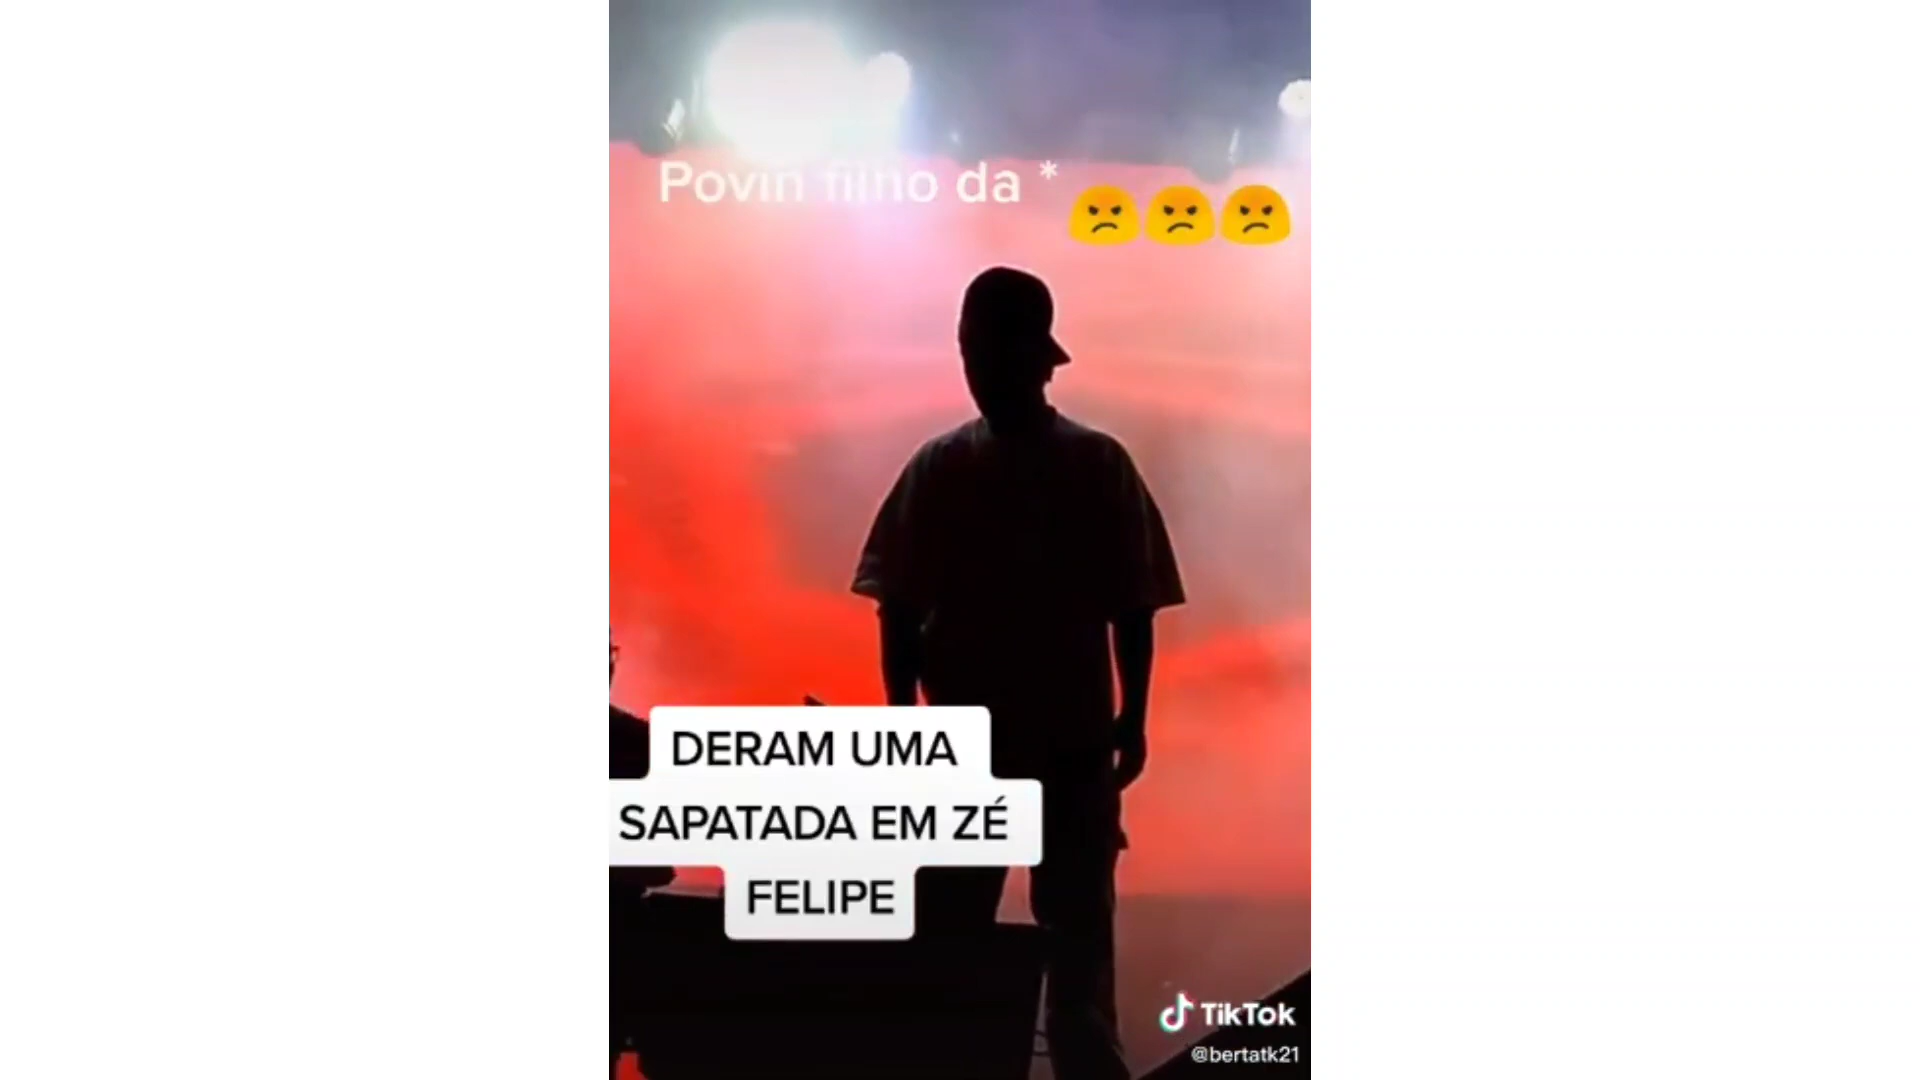 Povin filho da *
DERAM UMA
SAPATADA EM ZÉ
FELIPE
TikTok
@bertatk21